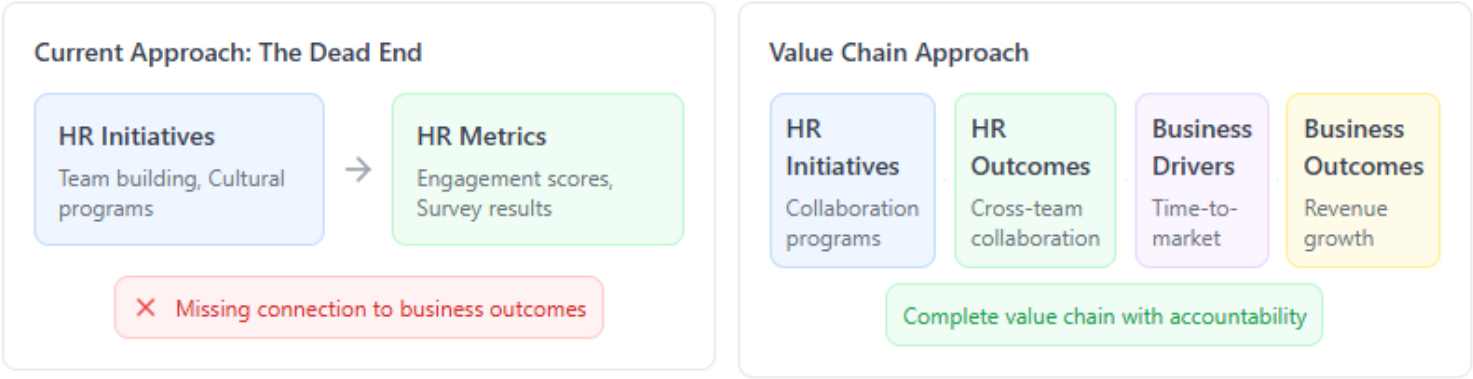 Current Approach: The Dead End
HR Initiatives
Team building, Cultural
programs
HR Metrics
Engagement scores,
Survey results
Missing connection to business outcomes
Value Chain Approach
HR
Initiatives
Collaboration
programs
HR
Outcomes
Cross-team
collaboration
Business
Drivers
Time-to-
market
Business
Outcomes
Revenue
growth
Complete value chain with accountability